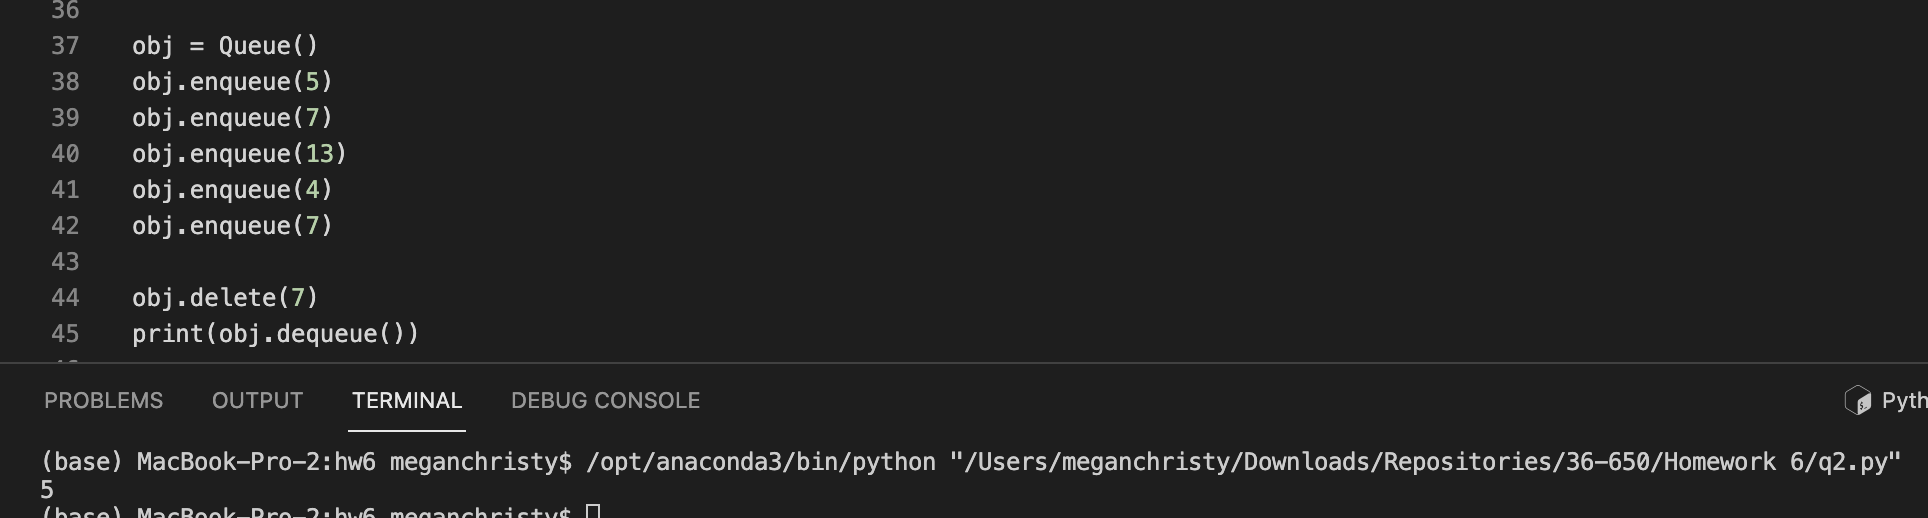 36
37 obj = Queue()
38 obj.enqueue(5)
39 obj.enqueue(7)
40 obj.enqueue(13)
41 obj.enqueue(4)
42 obj.enqueue(7)
43
44 obj.delete(7)
45 print(obj.dequeue())
PROBLEMS OUTPUT TERMINAL DEBUG CONSOLE Pyth
(base) MacBook-Pro-2:hw6 meganchristy$ /opt/anaconda3/bin/python "/Users/meganchristy/Downloads/Repositories/36-650/Homework 6/q2.py"
5
(base) MacBook-Pro-2:hw6 meganchristy$